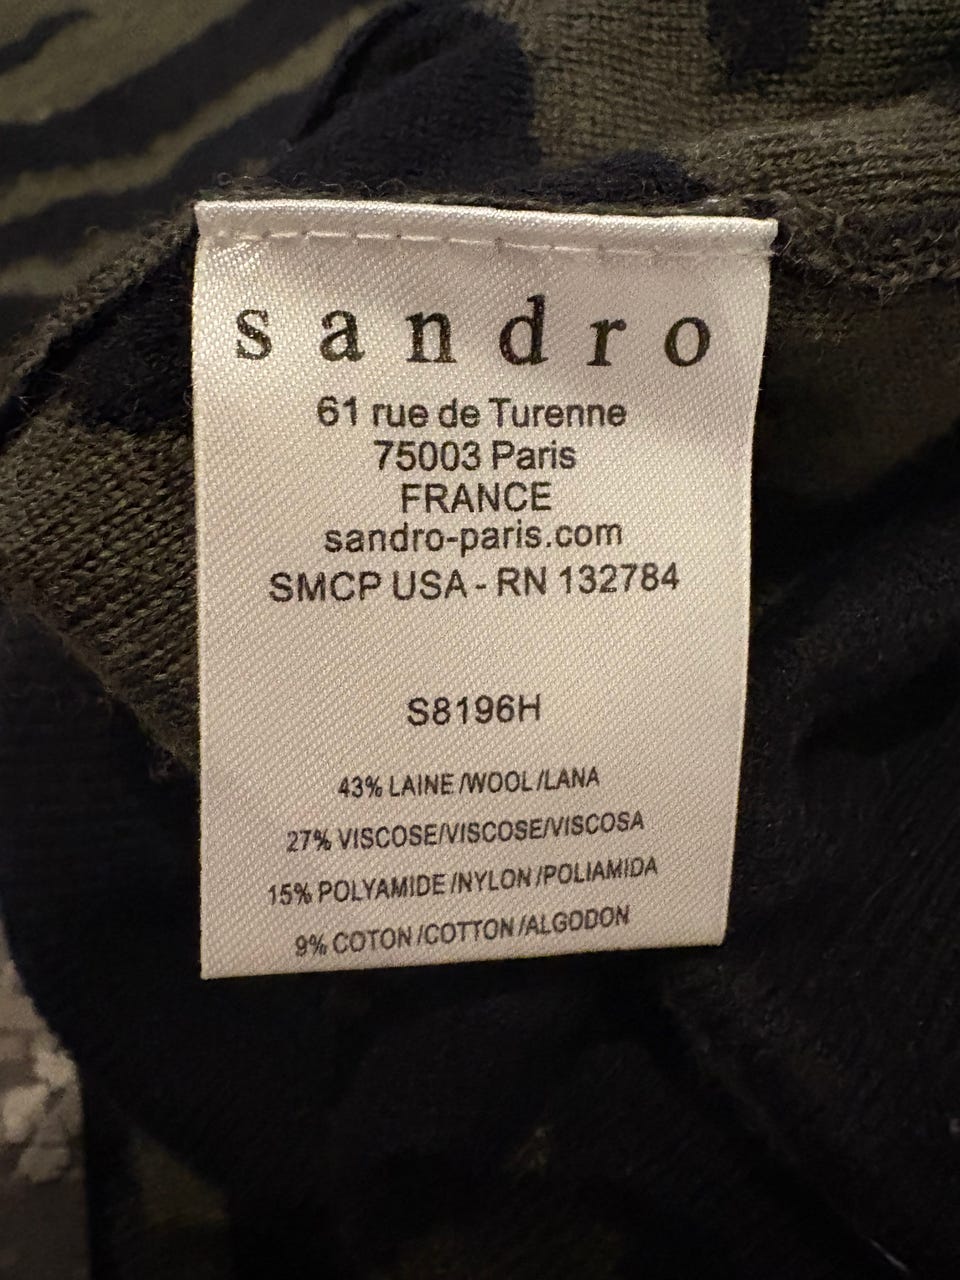 sandro
61 rue de Turenne
75003 Paris
FRANCE
sandro-paris.com
SMCP USA - RN 132784
S8196H
43% LAINE/WOOL/LANA
27% VISCOSE/VISCOSE/VISCOSA
15% POLYAMIDE/NYLON/POLIAMIDA
9% COTON/COTTON/ALGODON